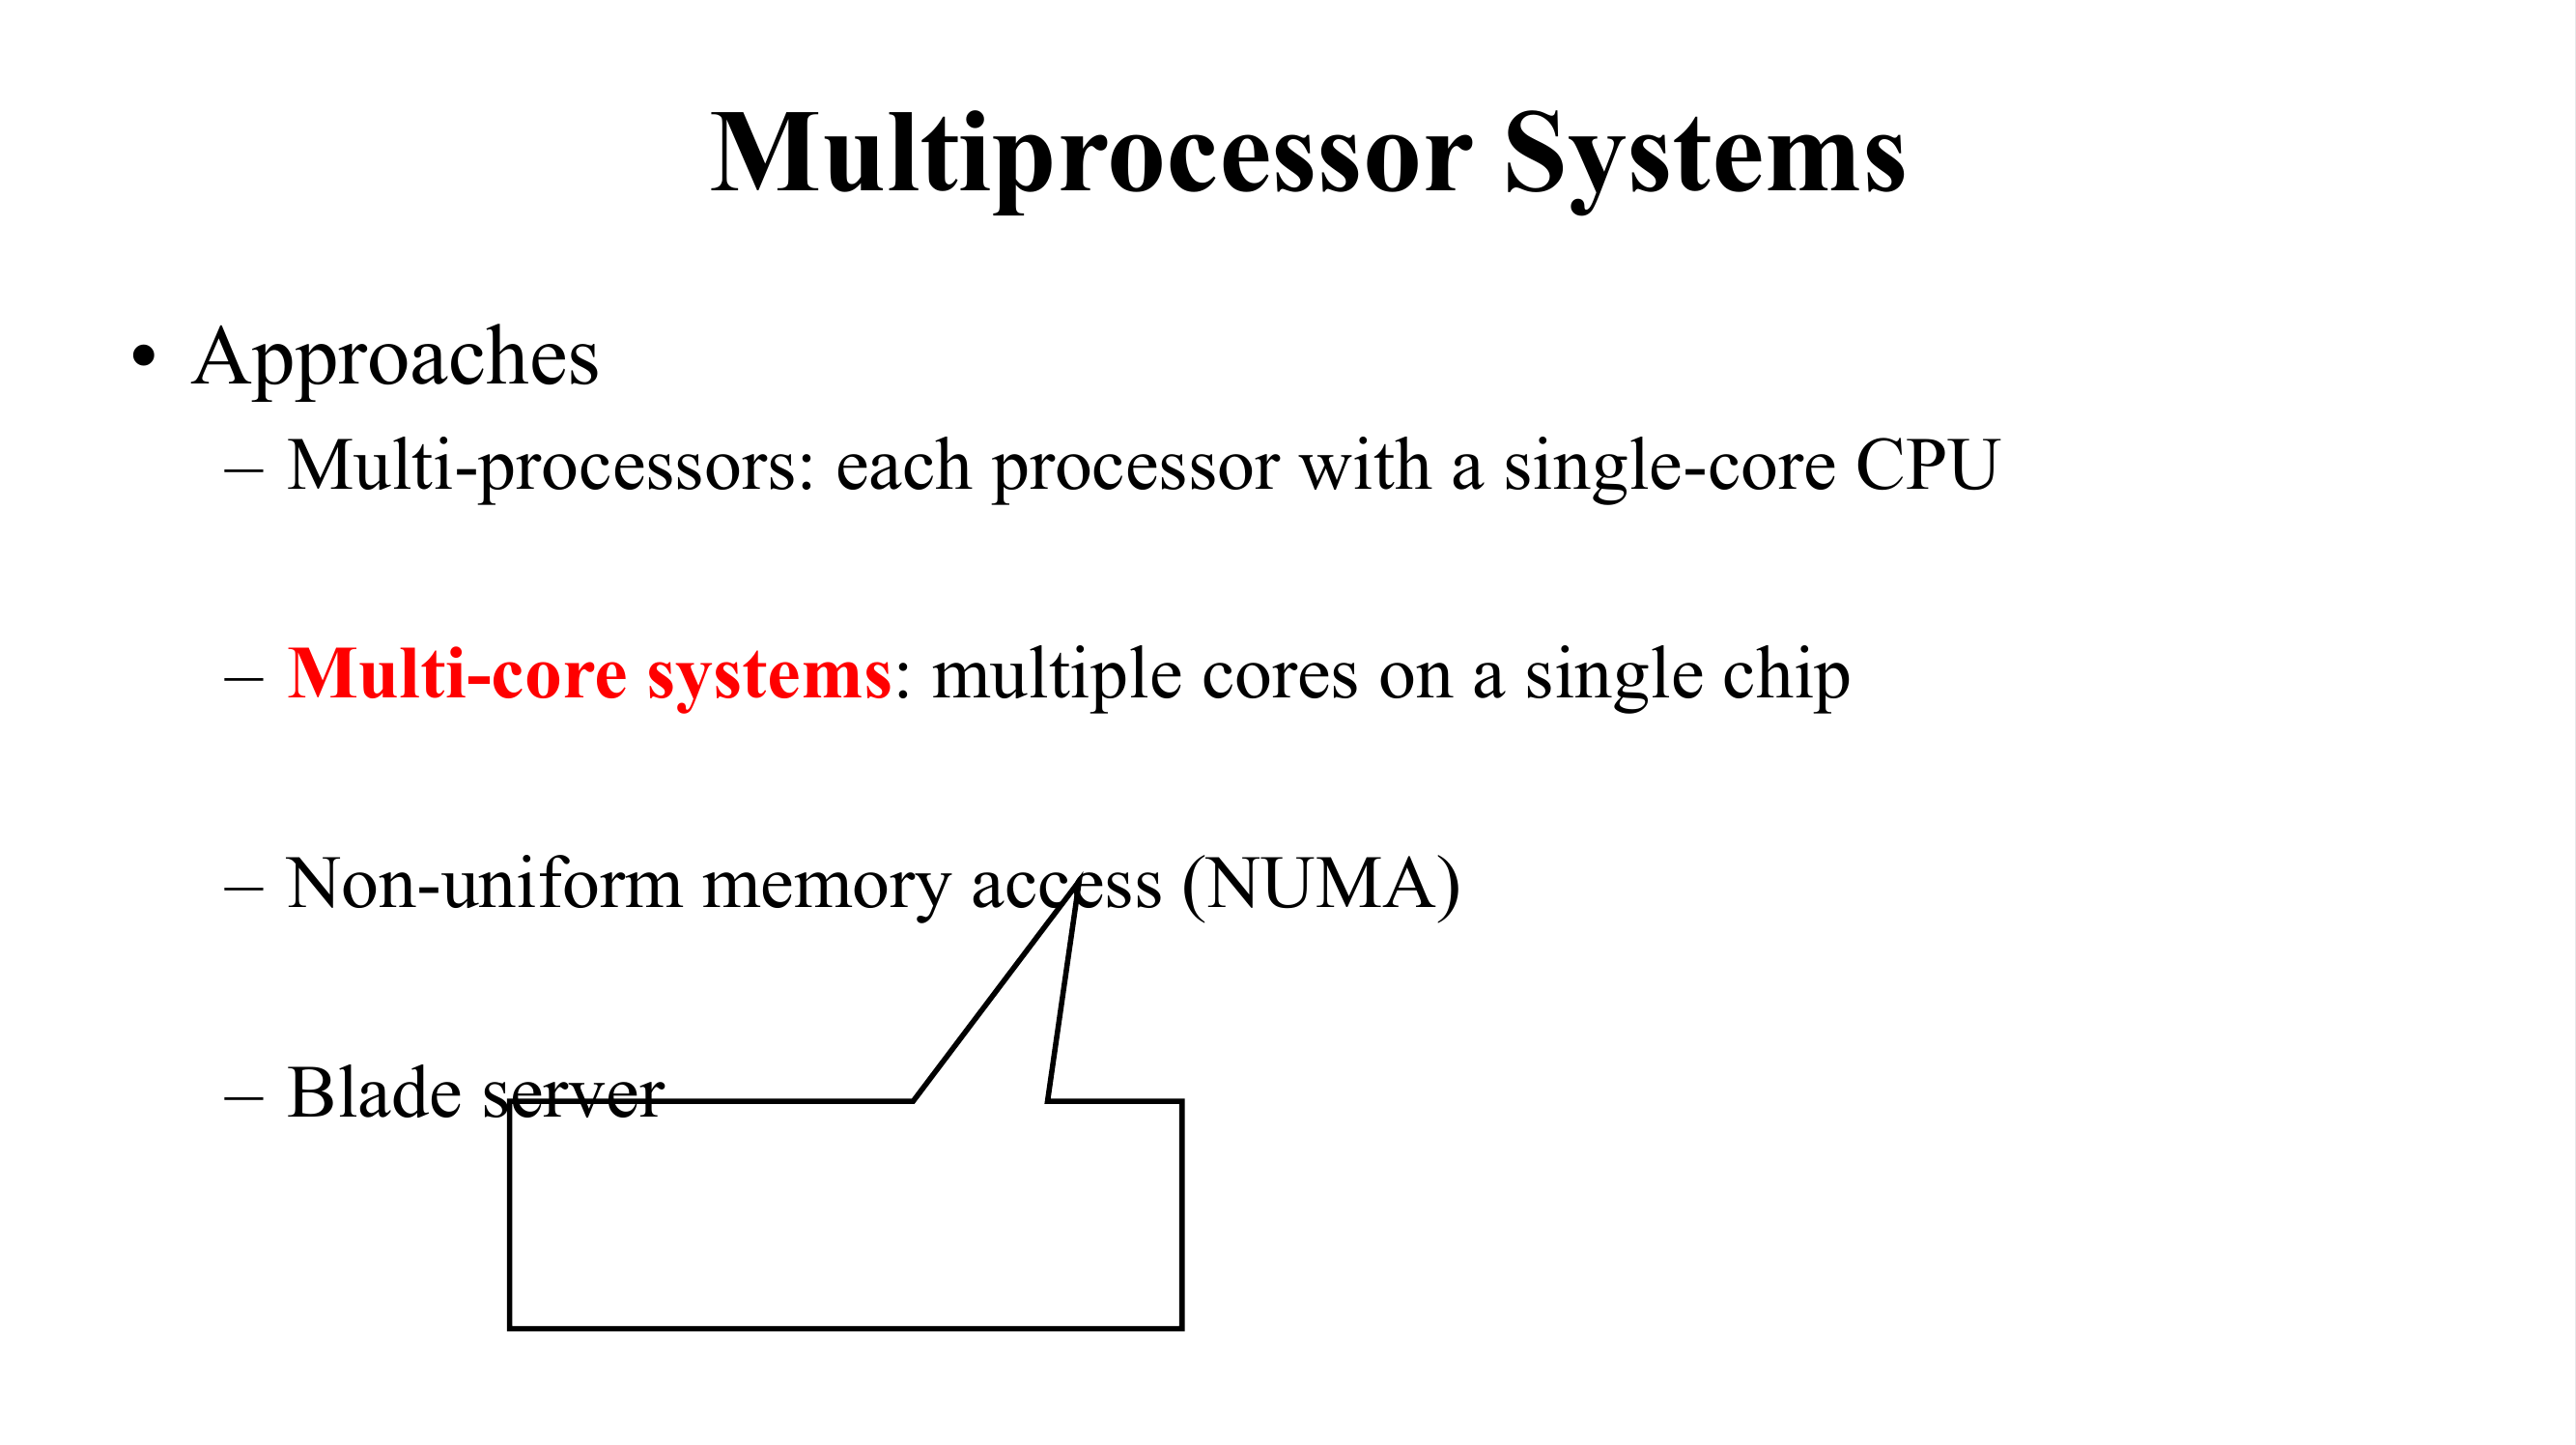 Multiprocessor Systems
• Approaches
– Multi-processors: each processor with a single-core CPU
– Multi-core systems: multiple cores on a single chip
– Non-uniform memory access (NUMA)
– Blade server